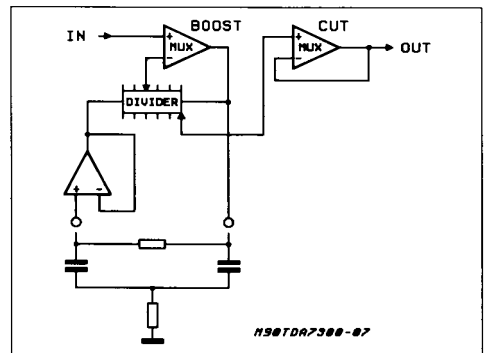 BOOST
CUT
IN
+
MUX
-
+
MUX
-
OUT
DIVIDER
+ -
M90TDA7300-07